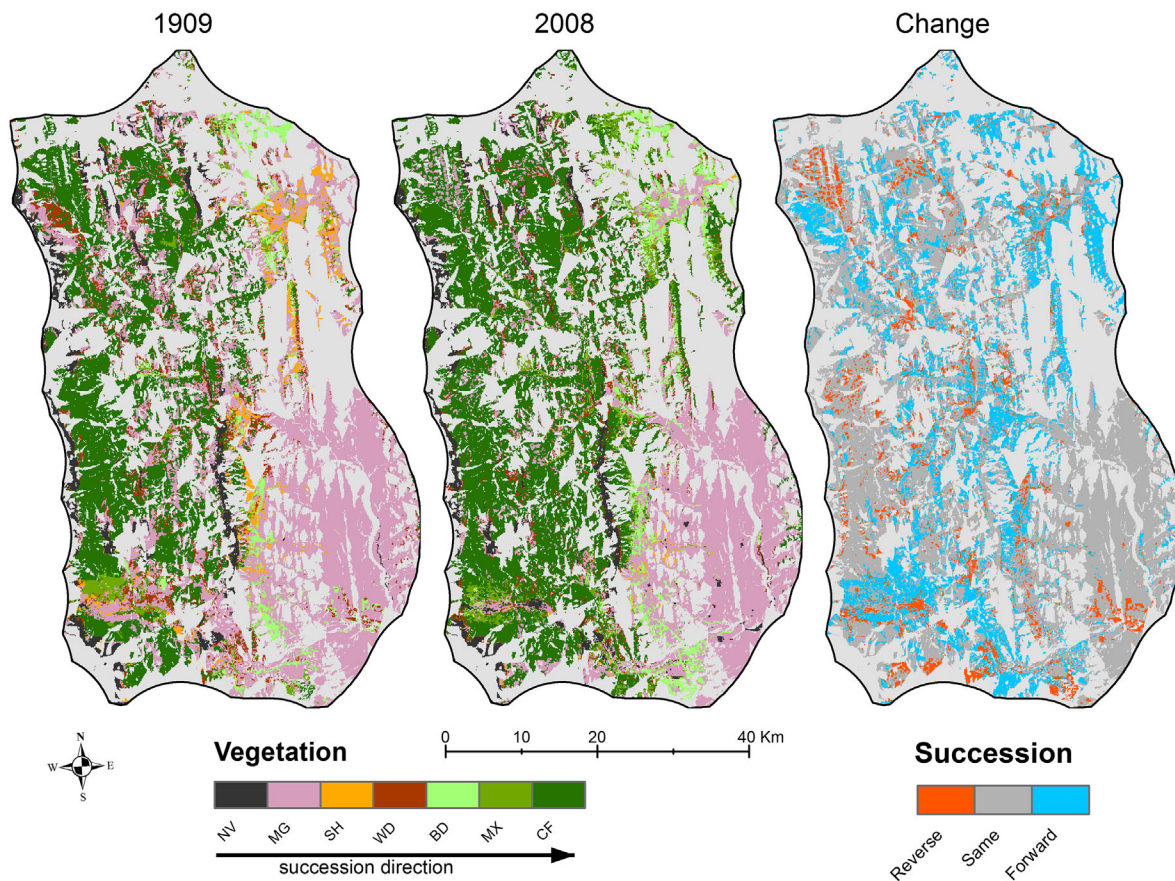 1909 2008 Change
N
W E
S
Vegetation
NV MG SH WD BD MX CF
succession direction
0 10 20 40 Km
Succession
Reverse Same Forward